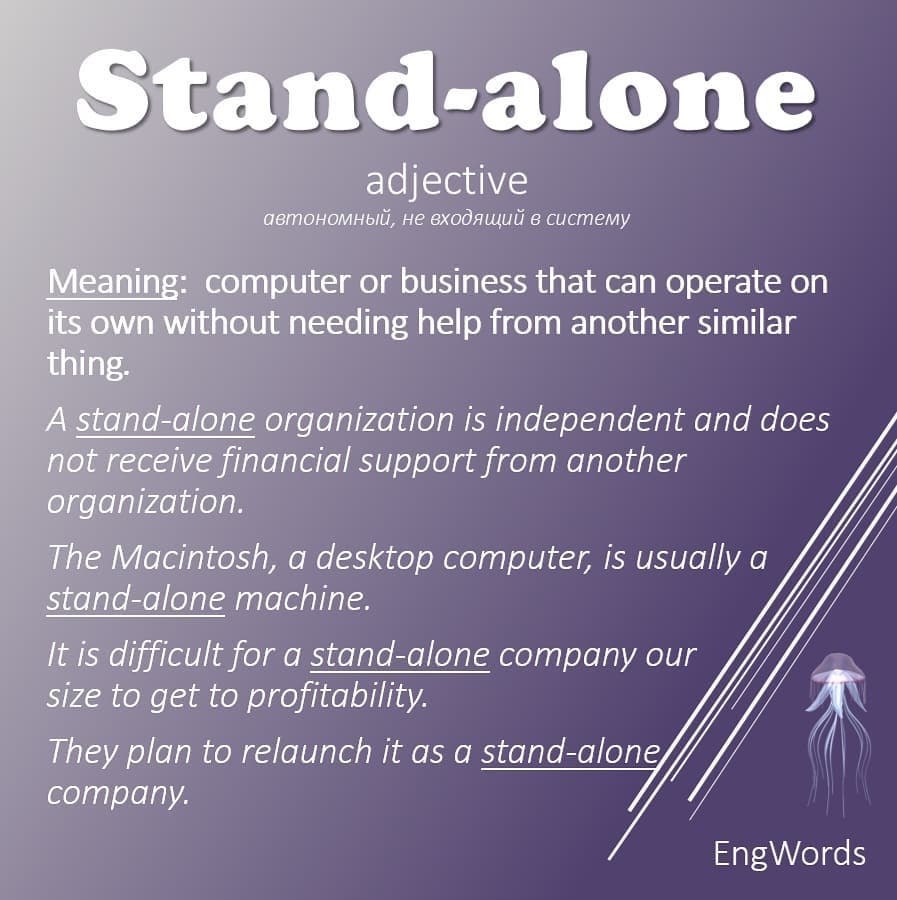 Stand-alone
adjective
автономный, не входящий в систему
Meaning:  computer or business that can operate on
its own without needing help from another similar
thing.
A stand-alone organization is independent and does
not receive financial support from another
organization.
The Macintosh, a desktop computer, is usually a
stand-alone machine.
It is difficult for a stand-alone company our
size to get to profitability.
They plan to relaunch it as a stand-alone
company.
EngWords